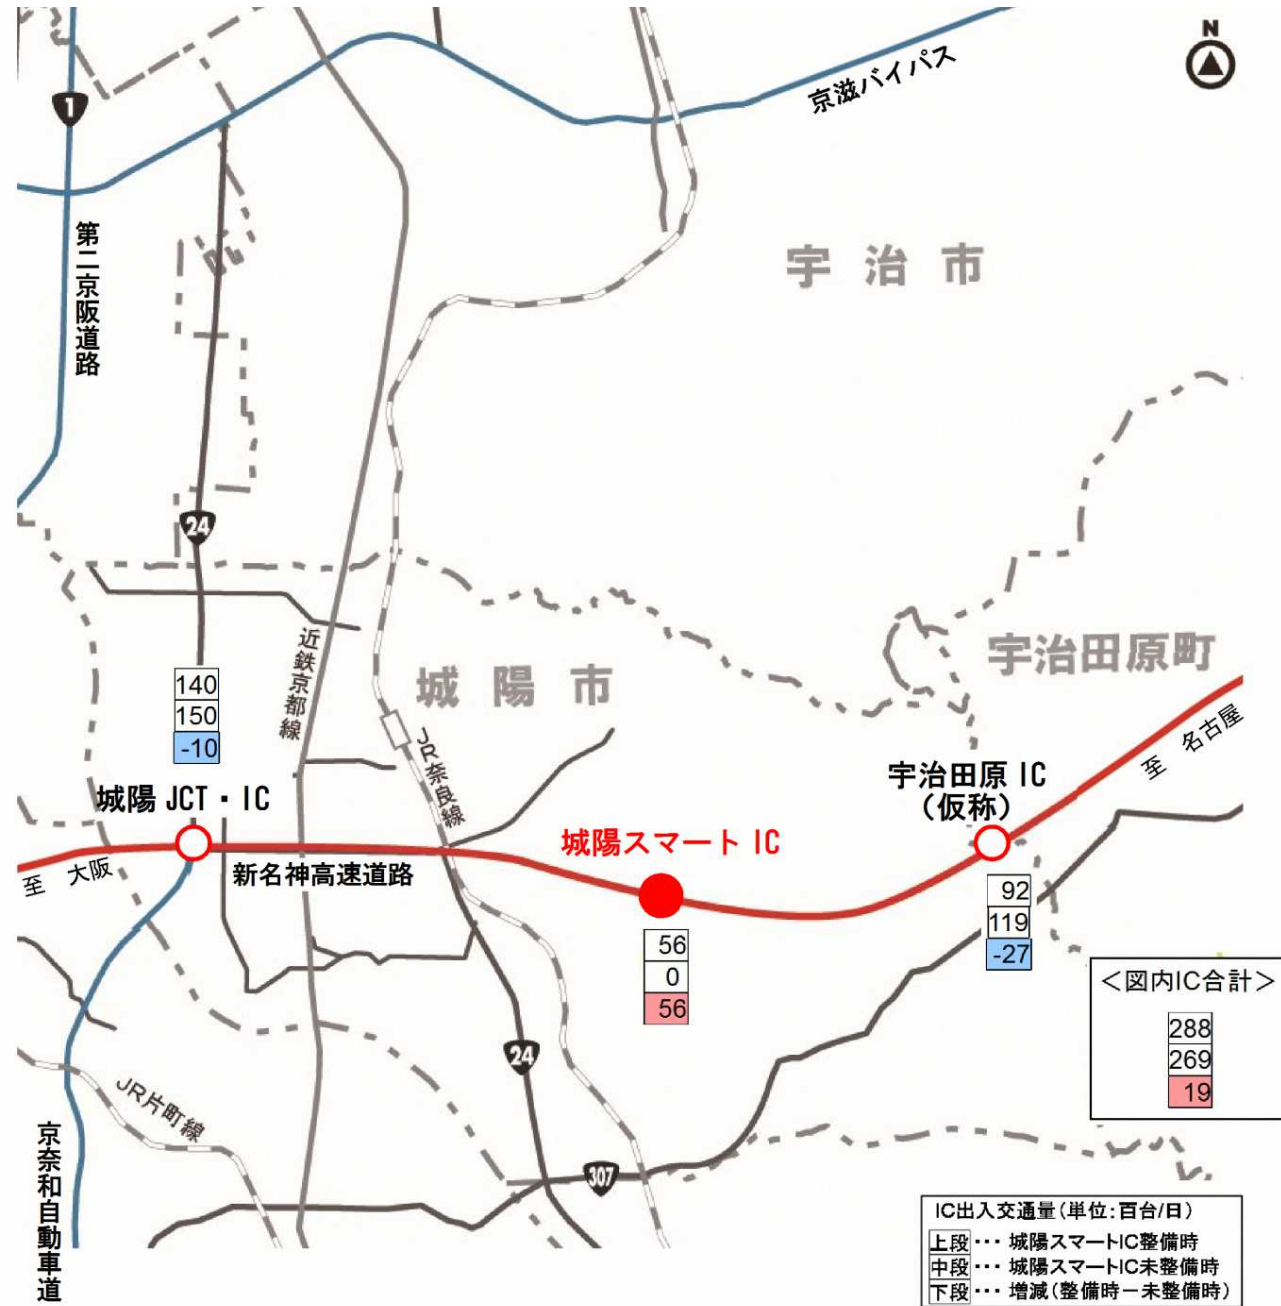 N
1
京滋バイパス
第二京阪道路
宇治市
24
近鉄京都線
140
150
-10
城陽市
宇治田原町
JR奈良線
至 名古屋
城陽 JCT・IC
宇治田原 IC
（仮称）
城陽スマート IC
至 大阪
新名神高速道路
92
119
-27
56
0
56
＜図内IC合計＞
288
269
19
24
JR片町線
307
京奈和自動車道
IC出入交通量(単位:百台/日)
上段･･･ 城陽スマートIC整備時
中段･･･ 城陽スマートIC未整備時
下段･･･ 増減(整備時－未整備時)